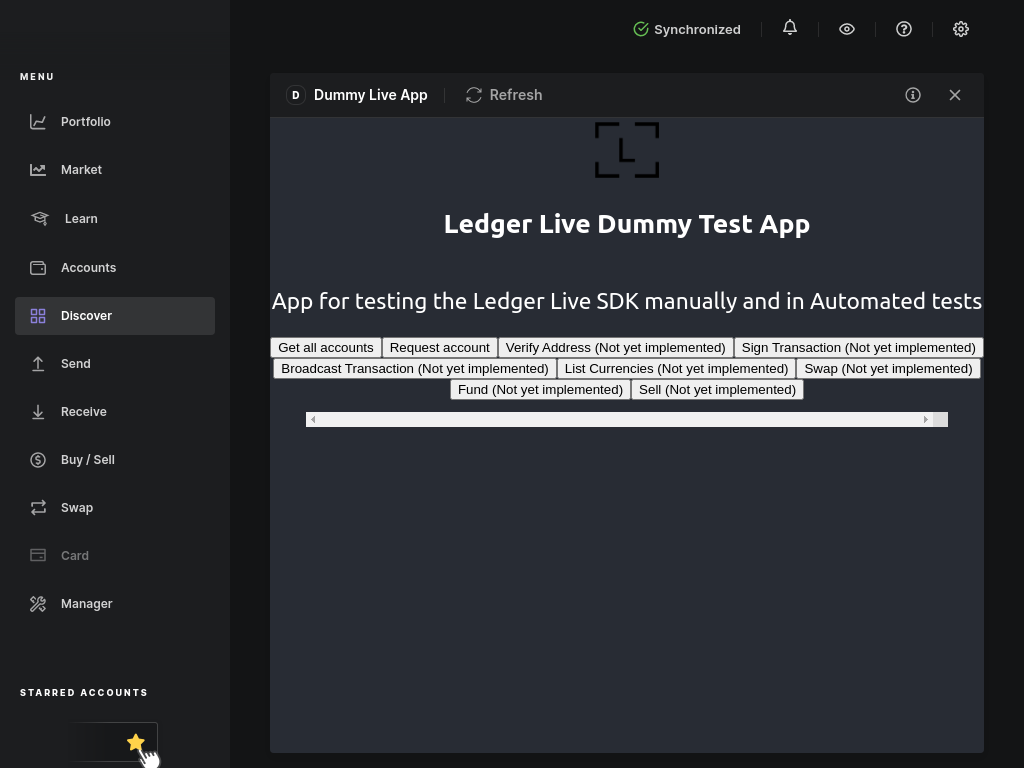 Synchronized
MENU
Portfolio
Market
Learn
Accounts
Discover
Send
Receive
Buy / Sell
Swap
Card
Manager
STARRED ACCOUNTS
D Dummy Live App Refresh
L
Ledger Live Dummy Test App
App for testing the Ledger Live SDK manually and in Automated tests
Get all accounts Request account Verify Address (Not yet implemented) Sign Transaction (Not yet implemented)
Broadcast Transaction (Not yet implemented) List Currencies (Not yet implemented) Swap (Not yet implemented)
Fund (Not yet implemented) Sell (Not yet implemented)